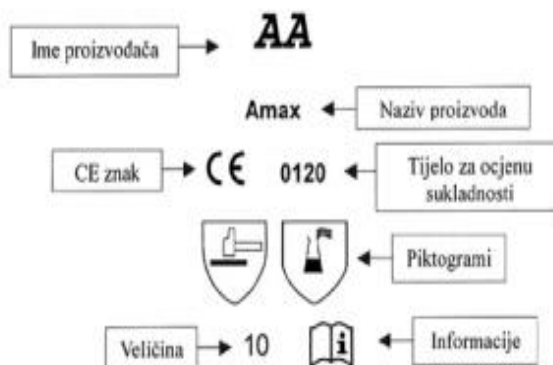 AA
Ime proizvođača
Amax
Naziv proizvoda
CE znak
CE
0120
Tijelo za ocjenu
sukladnosti
Piktogrami
Veličina
10
i
Informacije